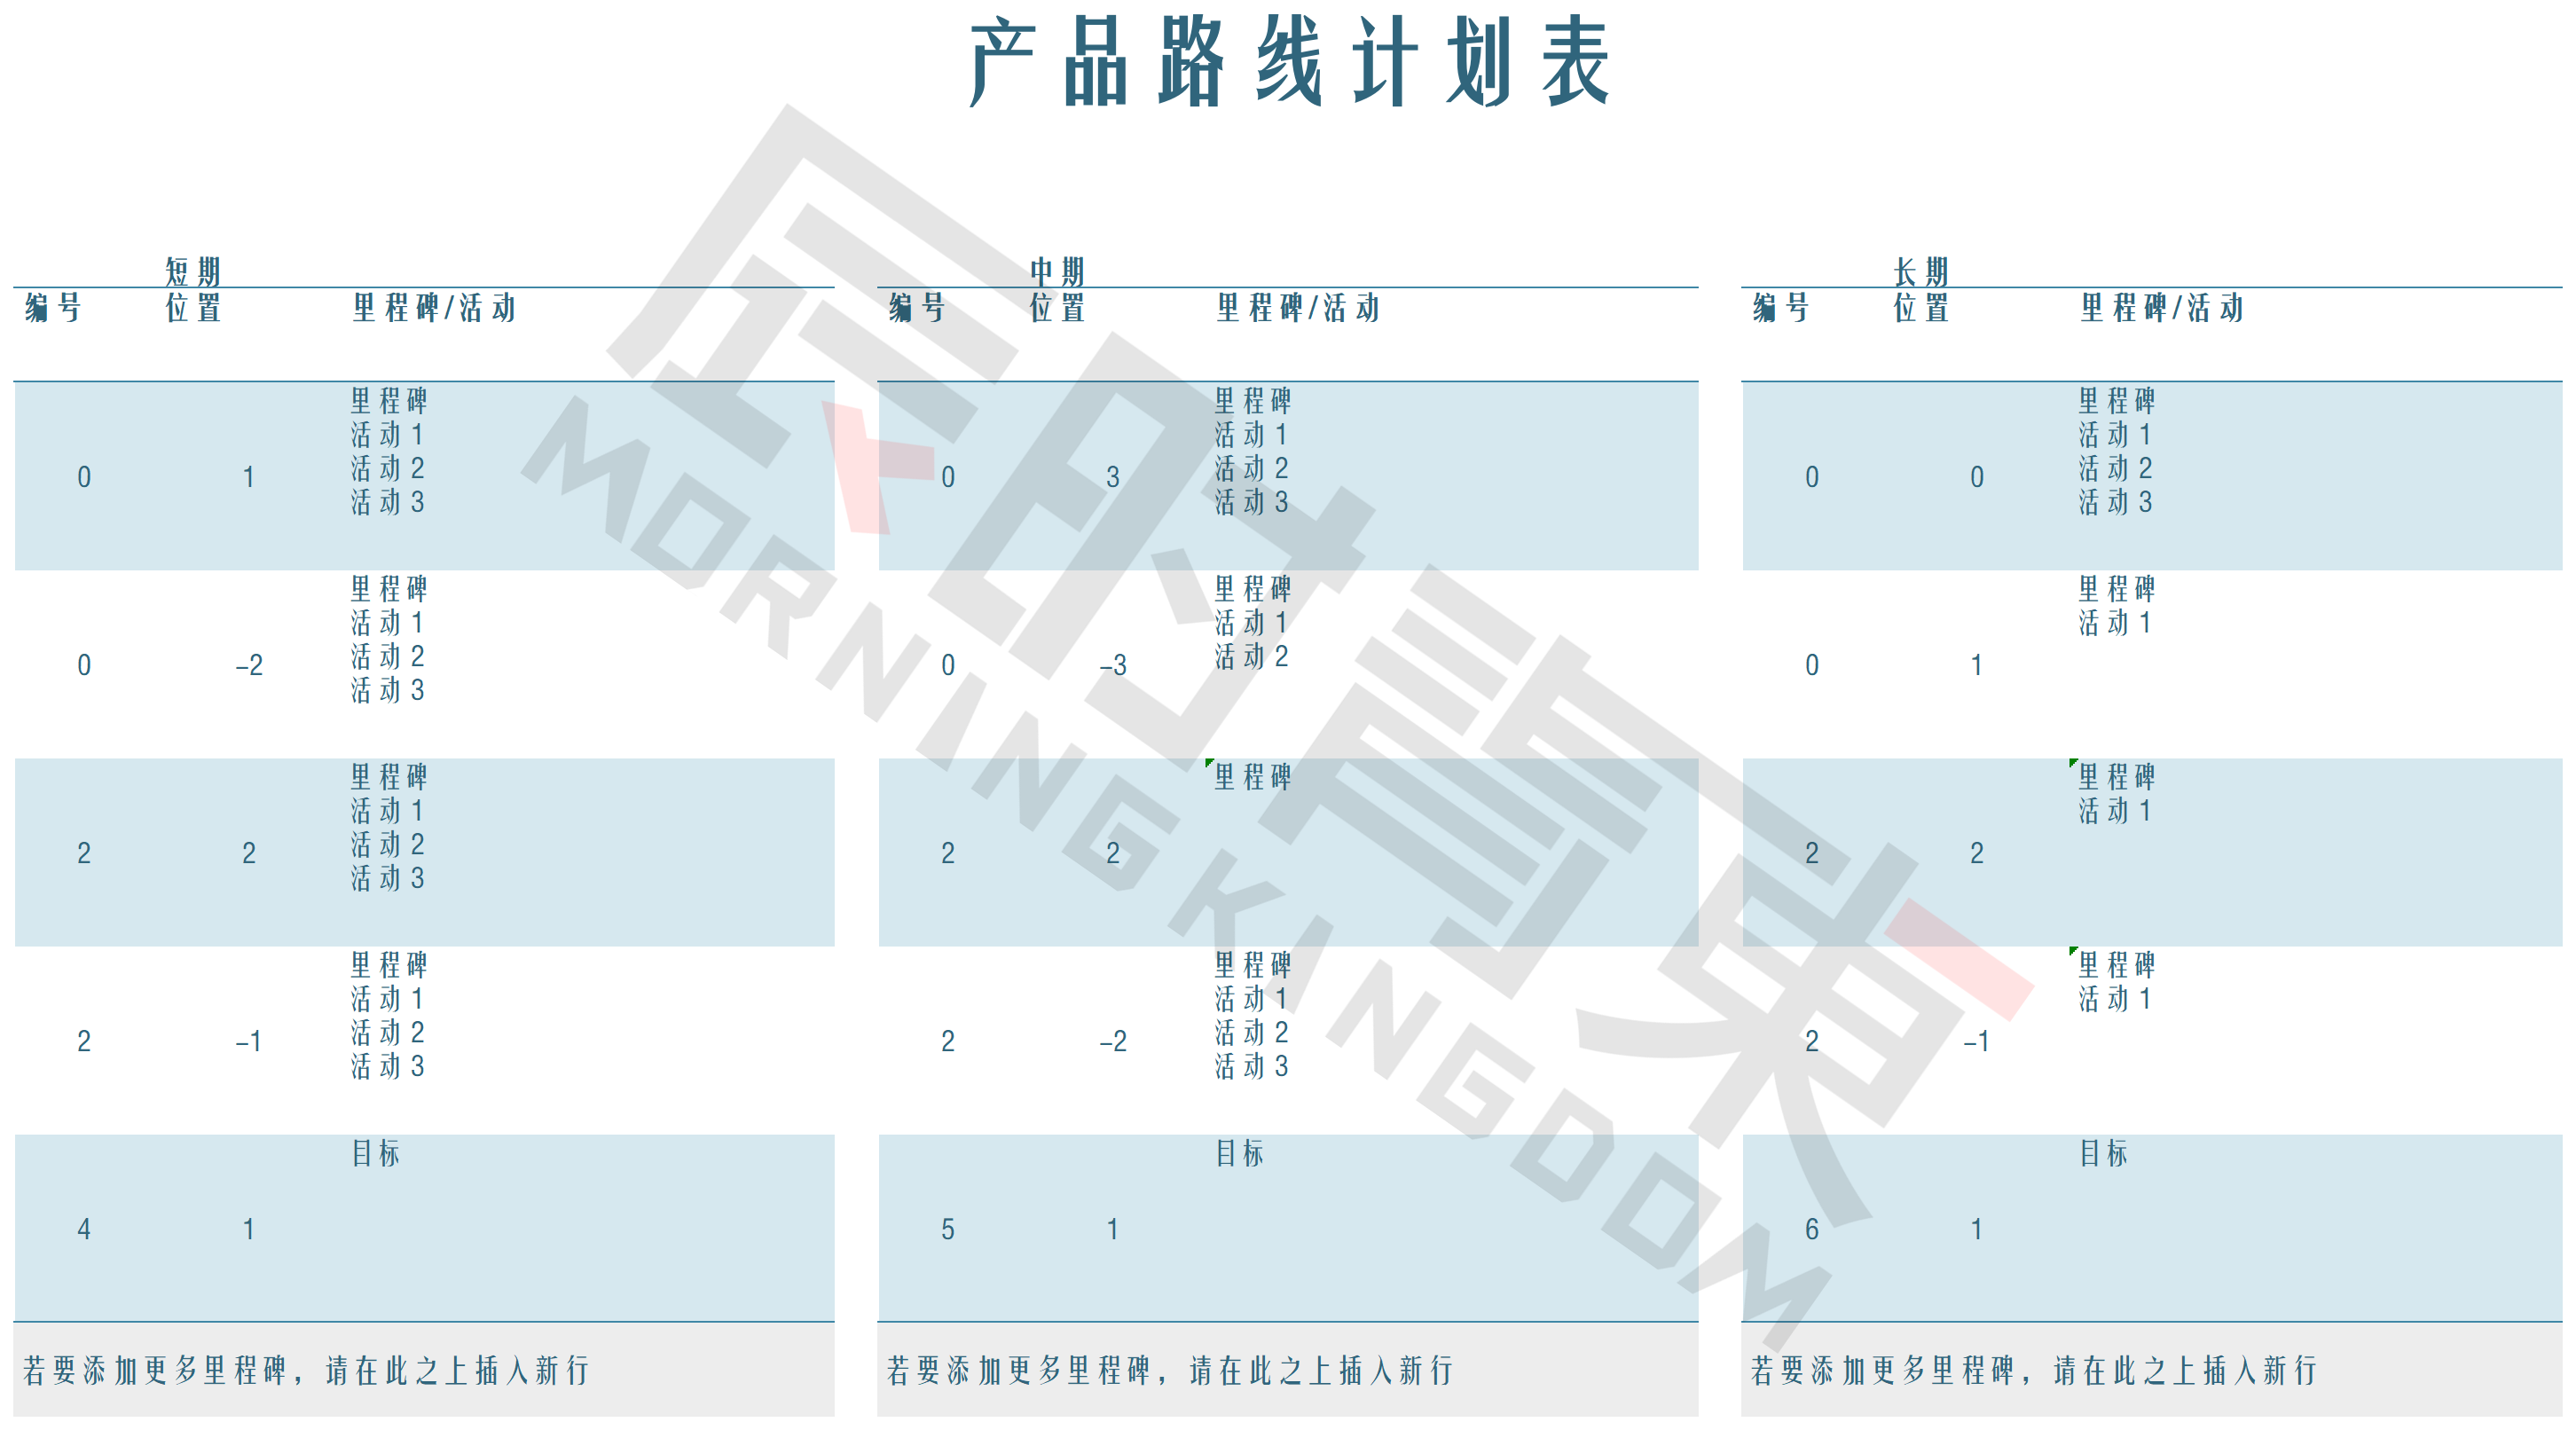 产品路线计划表
短期
编号 位置 里程碑/活动
0 1 里程碑
活动1
活动2
活动3
0 -2 里程碑
活动1
活动2
活动3
2 2 里程碑
活动1
活动2
活动3
2 -1 里程碑
活动1
活动2
活动3
4 1 目标
若要添加更多里程碑，请在此之上插入新行
中期
编号 位置 里程碑/活动
0 3 里程碑
活动1
活动2
活动3
0 -3 里程碑
活动1
活动2
2 2 里程碑
2 -2 里程碑
活动1
活动2
活动3
5 1 目标
若要添加更多里程碑，请在此之上插入新行
长期
编号 位置 里程碑/活动
0 0 里程碑
活动1
活动2
活动3
0 1 里程碑
活动1
2 2 里程碑
活动1
2 -1 里程碑
活动1
6 1 目标
若要添加更多里程碑，请在此之上插入新行
MORNING KINGDOM